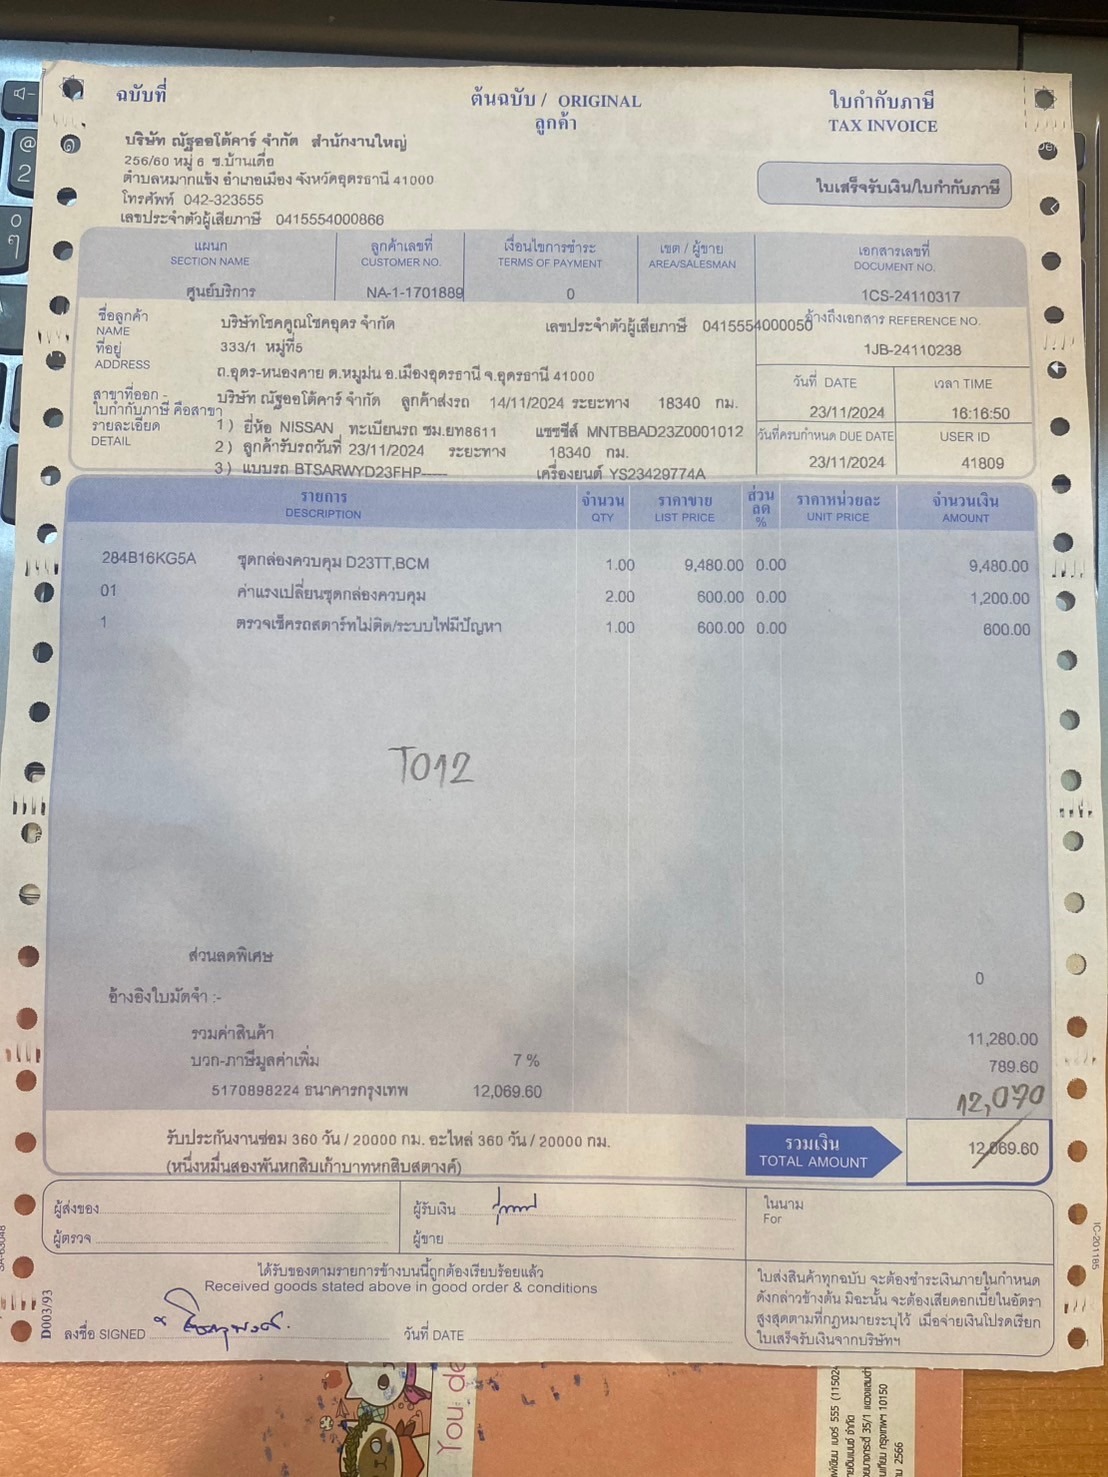 ฉบับที่
ต้นฉบับ / ORIGINAL
ลูกค้า
ใบกำกับภาษี
TAX INVOICE
บริษัท ณัฐออโต้คาร์ จำกัด สำนักงานใหญ่
256/60 หมู่ 6 ซ.บ้านเดื่อ
ตำบลหมากแข้ง อำเภอเมือง จังหวัดอุดรธานี 41000
โทรศัพท์ 042-323555
เลขประจำตัวผู้เสียภาษี 0415554000866
ใบเสร็จรับเงิน/ใบกำกับภาษี
แผนก ลูกค้าเลขที่ เงื่อนไขการชำระ เขต / ผู้ขาย เอกสารเลขที่
SECTION NAME CUSTOMER NO. TERMS OF PAYMENT AREA/SALESMAN DOCUMENT NO.
ศูนย์บริการ NA-1-1701889 0 1CS-24110317
ชื่อลูกค้า บริษัทโชคคูณโชคอุดร จำกัด เลขประจำตัวผู้เสียภาษี 0415554000050
NAME
อ้างถึงเอกสาร REFERENCE NO.
1JB-24110238
ที่อยู่ 333/1 หมู่ที่5
ADDRESS
ถ.อุดร-หนองคาย ต.หมูม่น อ.เมืองอุดรธานี จ.อุดรธานี 41000
วันที่ DATE เวลา TIME
23/11/2024 16:16:50
สาขาที่ออก -
ใบกำกับภาษี คือสาขา
บริษัท ณัฐออโต้คาร์ จำกัด ลูกค้าส่งรถ 14/11/2024 ระยะทาง 18340 กม.
รายละเอียด
DETAIL
1) ยี่ห้อ NISSAN ทะเบียนรถ ชม.ยท8611 แชชซีส์ MNTBBAD23Z0001012
2) ลูกค้ารับรถวันที่ 23/11/2024 ระยะทาง 18340 กม.
3) แบบรถ BTSARWYD23FHP----- เครื่องยนต์ YS23429774A
วันที่ครบกำหนด DUE DATE USER ID
23/11/2024 41809
รายการ จำนวน ราคาขาย ส่วนลด % ราคาหน่วยละ จำนวนเงิน
DESCRIPTION QTY LIST PRICE UNIT PRICE AMOUNT
284B16KG5A ชุดกล่องควบคุม D23TT,BCM 1.00 9,480.00 0.00 9,480.00
01 ค่าแรงเปลี่ยนชุดกล่องควบคุม 2.00 600.00 0.00 1,200.00
1 ตรวจเช็ครถสตาร์ทไม่ติด/ระบบไฟมีปัญหา 1.00 600.00 0.00 600.00
T012
ส่วนลดพิเศษ 0
อ้างอิงใบมัดจำ :-
รวมค่าสินค้า 11,280.00
บวก-ภาษีมูลค่าเพิ่ม 7 % 789.60
5170898224 ธนาคารกรุงเทพ 12,069.60
12,070
รับประกันงานซ่อม 360 วัน / 20000 กม. อะไหล่ 360 วัน / 20000 กม.
(หนึ่งหมื่นสองพันหกสิบเก้าบาทหกสิบสตางค์)
รวมเงิน
TOTAL AMOUNT
12,069.60
ผู้ส่งของ ผู้รับเงิน ในนาม
For
ผู้ตรวจ ผู้ขาย
ได้รับของตามรายการข้างบนนี้ถูกต้องเรียบร้อยแล้ว
Received goods stated above in good order & conditions
ลงชื่อ SIGNED วันที่ DATE
ใบส่งสินค้าทุกฉบับ จะต้องชำระเงินภายในกำหนด
ดังกล่าวข้างต้น มิฉะนั้น จะต้องเสียดอกเบี้ยในอัตรา
สูงสุดตามที่กฎหมายระบุไว้ เมื่อจ่ายเงินโปรดเรียก
ใบเสร็จรับเงินจากบริษัทฯ
D003/93
IC-201185
You de